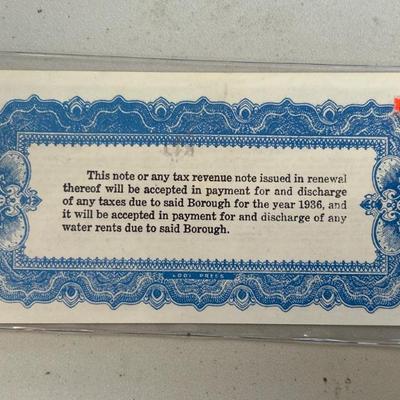 This note or any tax revenue note issued in renewal
thereof will be accepted in payment for and discharge
of any taxes due to said Borough for the year 1936, and
it will be accepted in payment for and discharge of any
water rents due to said Borough.
LODI PRESS